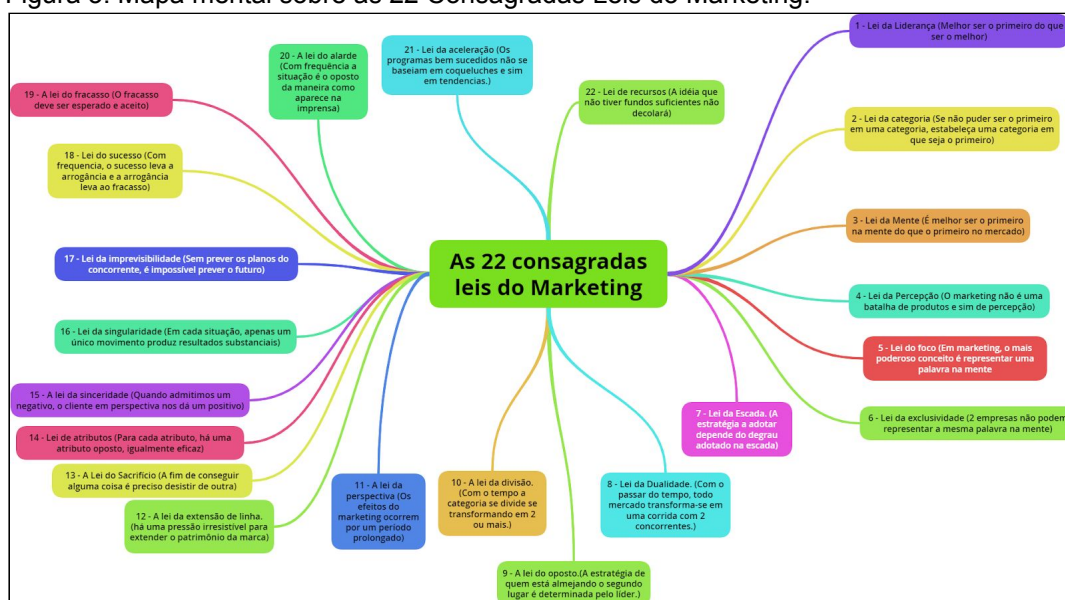 Figura 3. Mapa mental sobre as 22 Consagradas Leis do Marketing.
As 22 consagradas
leis do Marketing
1 - Lei da Liderança (Melhor ser o primeiro do que
ser o melhor)
2 - Lei da categoria (Se não puder ser o primeiro
em uma categoria, estabeleça uma categoria em
que seja o primeiro)
3 - Lei da Mente (É melhor ser o primeiro
na mente do que o primeiro no mercado)
4 - Lei da Percepção (O marketing não é uma
batalha de produtos e sim de percepção)
5 - Lei do foco (Em marketing, o mais
poderoso conceito é representar uma
palavra na mente
6 - Lei da exclusividade (2 empresas não podem
representar a mesma palavra na mente)
7 - Lei da Escada. (A
estratégia a adotar
depende do degrau
adotado na escada)
8 - Lei da Dualidade. (Com o
passar do tempo, todo
mercado transforma-se em
uma corrida com 2
concorrentes.)
9 - A lei do oposto.(A estratégia de
quem está almejando o segundo
lugar é determinada pelo líder.)
10 - A lei da divisão.
(Com o tempo a
categoria se divide se
transformando em 2
ou mais.)
11 - A lei da
perspectiva (Os
efeitos do
marketing ocorrem
por um período
prolongado)
12 - A lei da extensão de linha.
(há uma pressão irresistível para
extender o patrimônio da marca)
13 - A Lei do Sacrifício (A fim de conseguir
alguma coisa é preciso desistir de outra)
14 - Lei de atributos (Para cada atributo, há uma
atributo oposto, igualmente eficaz)
15 - A lei da sinceridade (Quando admitimos um
negativo, o cliente em perspectiva nos dá um positivo)
16 - Lei da singularidade (Em cada situação, apenas um
único movimento produz resultados substanciais)
17 - Lei da imprevisibilidade (Sem prever os planos do
concorrente, é impossível prever o futuro)
18 - Lei do sucesso (Com
frequencia, o sucesso leva a
arrogância e a arrogância
leva ao fracasso)
19 - A lei do fracasso (O fracasso
deve ser esperado e aceito)
20 - A lei do alarde
(Com frequência a
situação é o oposto
da maneira como
aparece na
imprensa)
21 - Lei da aceleração (Os
programas bem sucedidos não se
baseiam em coqueluches e sim
em tendencias.)
22 - Lei de recursos (A idéia que
não tiver fundos suficientes não
decolará)